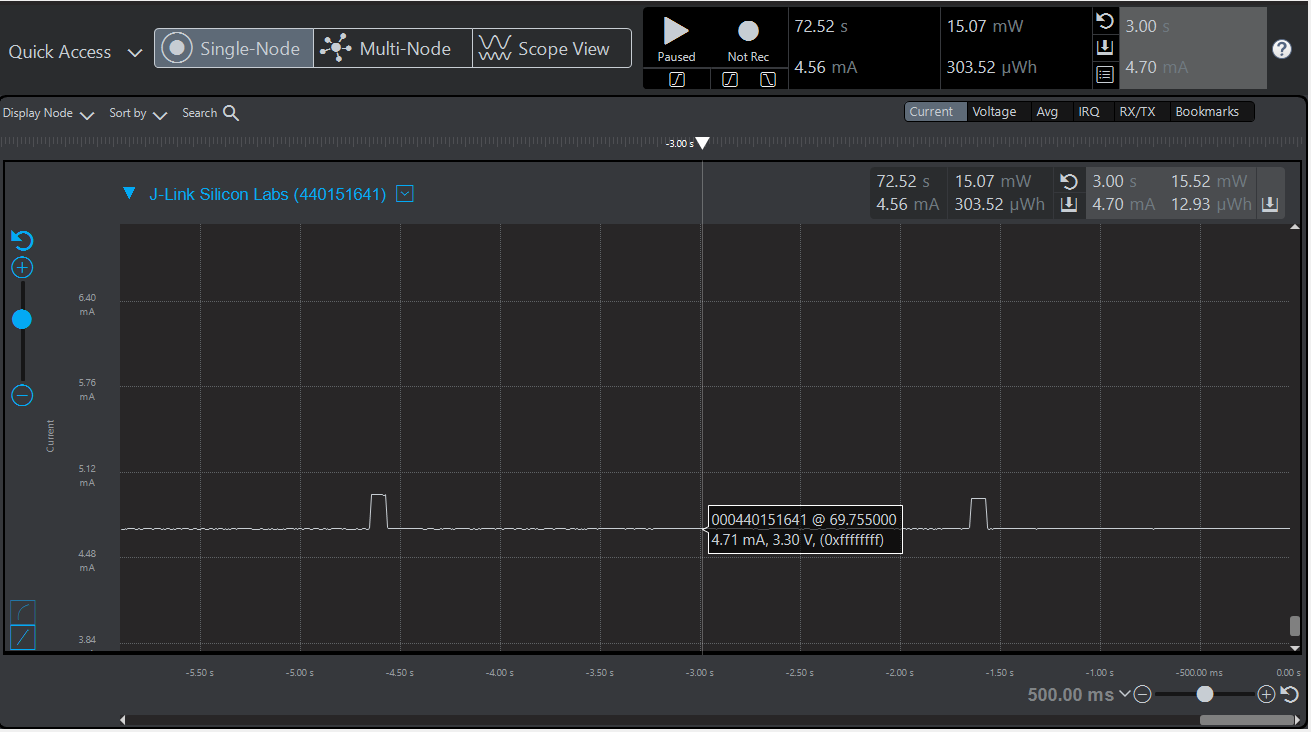 Quick Access
Single-Node
Multi-Node
Scope View
Paused
Not Rec
72.52 s
4.56 mA
15.07 mW
303.52 µWh
3.00 s
4.70 mA
?
Display Node
Sort by
Search
Current Voltage Avg IRQ RX/TX Bookmarks
-3.00 s
J-Link Silicon Labs (440151641)
72.52 s 15.07 mW 3.00 s 15.52 mW
4.56 mA 303.52 µWh 4.70 mA 12.93 µWh
6.40
mA
5.76
mA
Current
5.12
mA
000440151641 @ 69.755000
4.71 mA, 3.30 V, (0xffffffff)
4.48
mA
3.84
-5.50 s -5.00 s -4.50 s -4.00 s -3.50 s -3.00 s -2.50 s -2.00 s -1.50 s -1.00 s -500.00 ms 0.00 s
500.00 ms